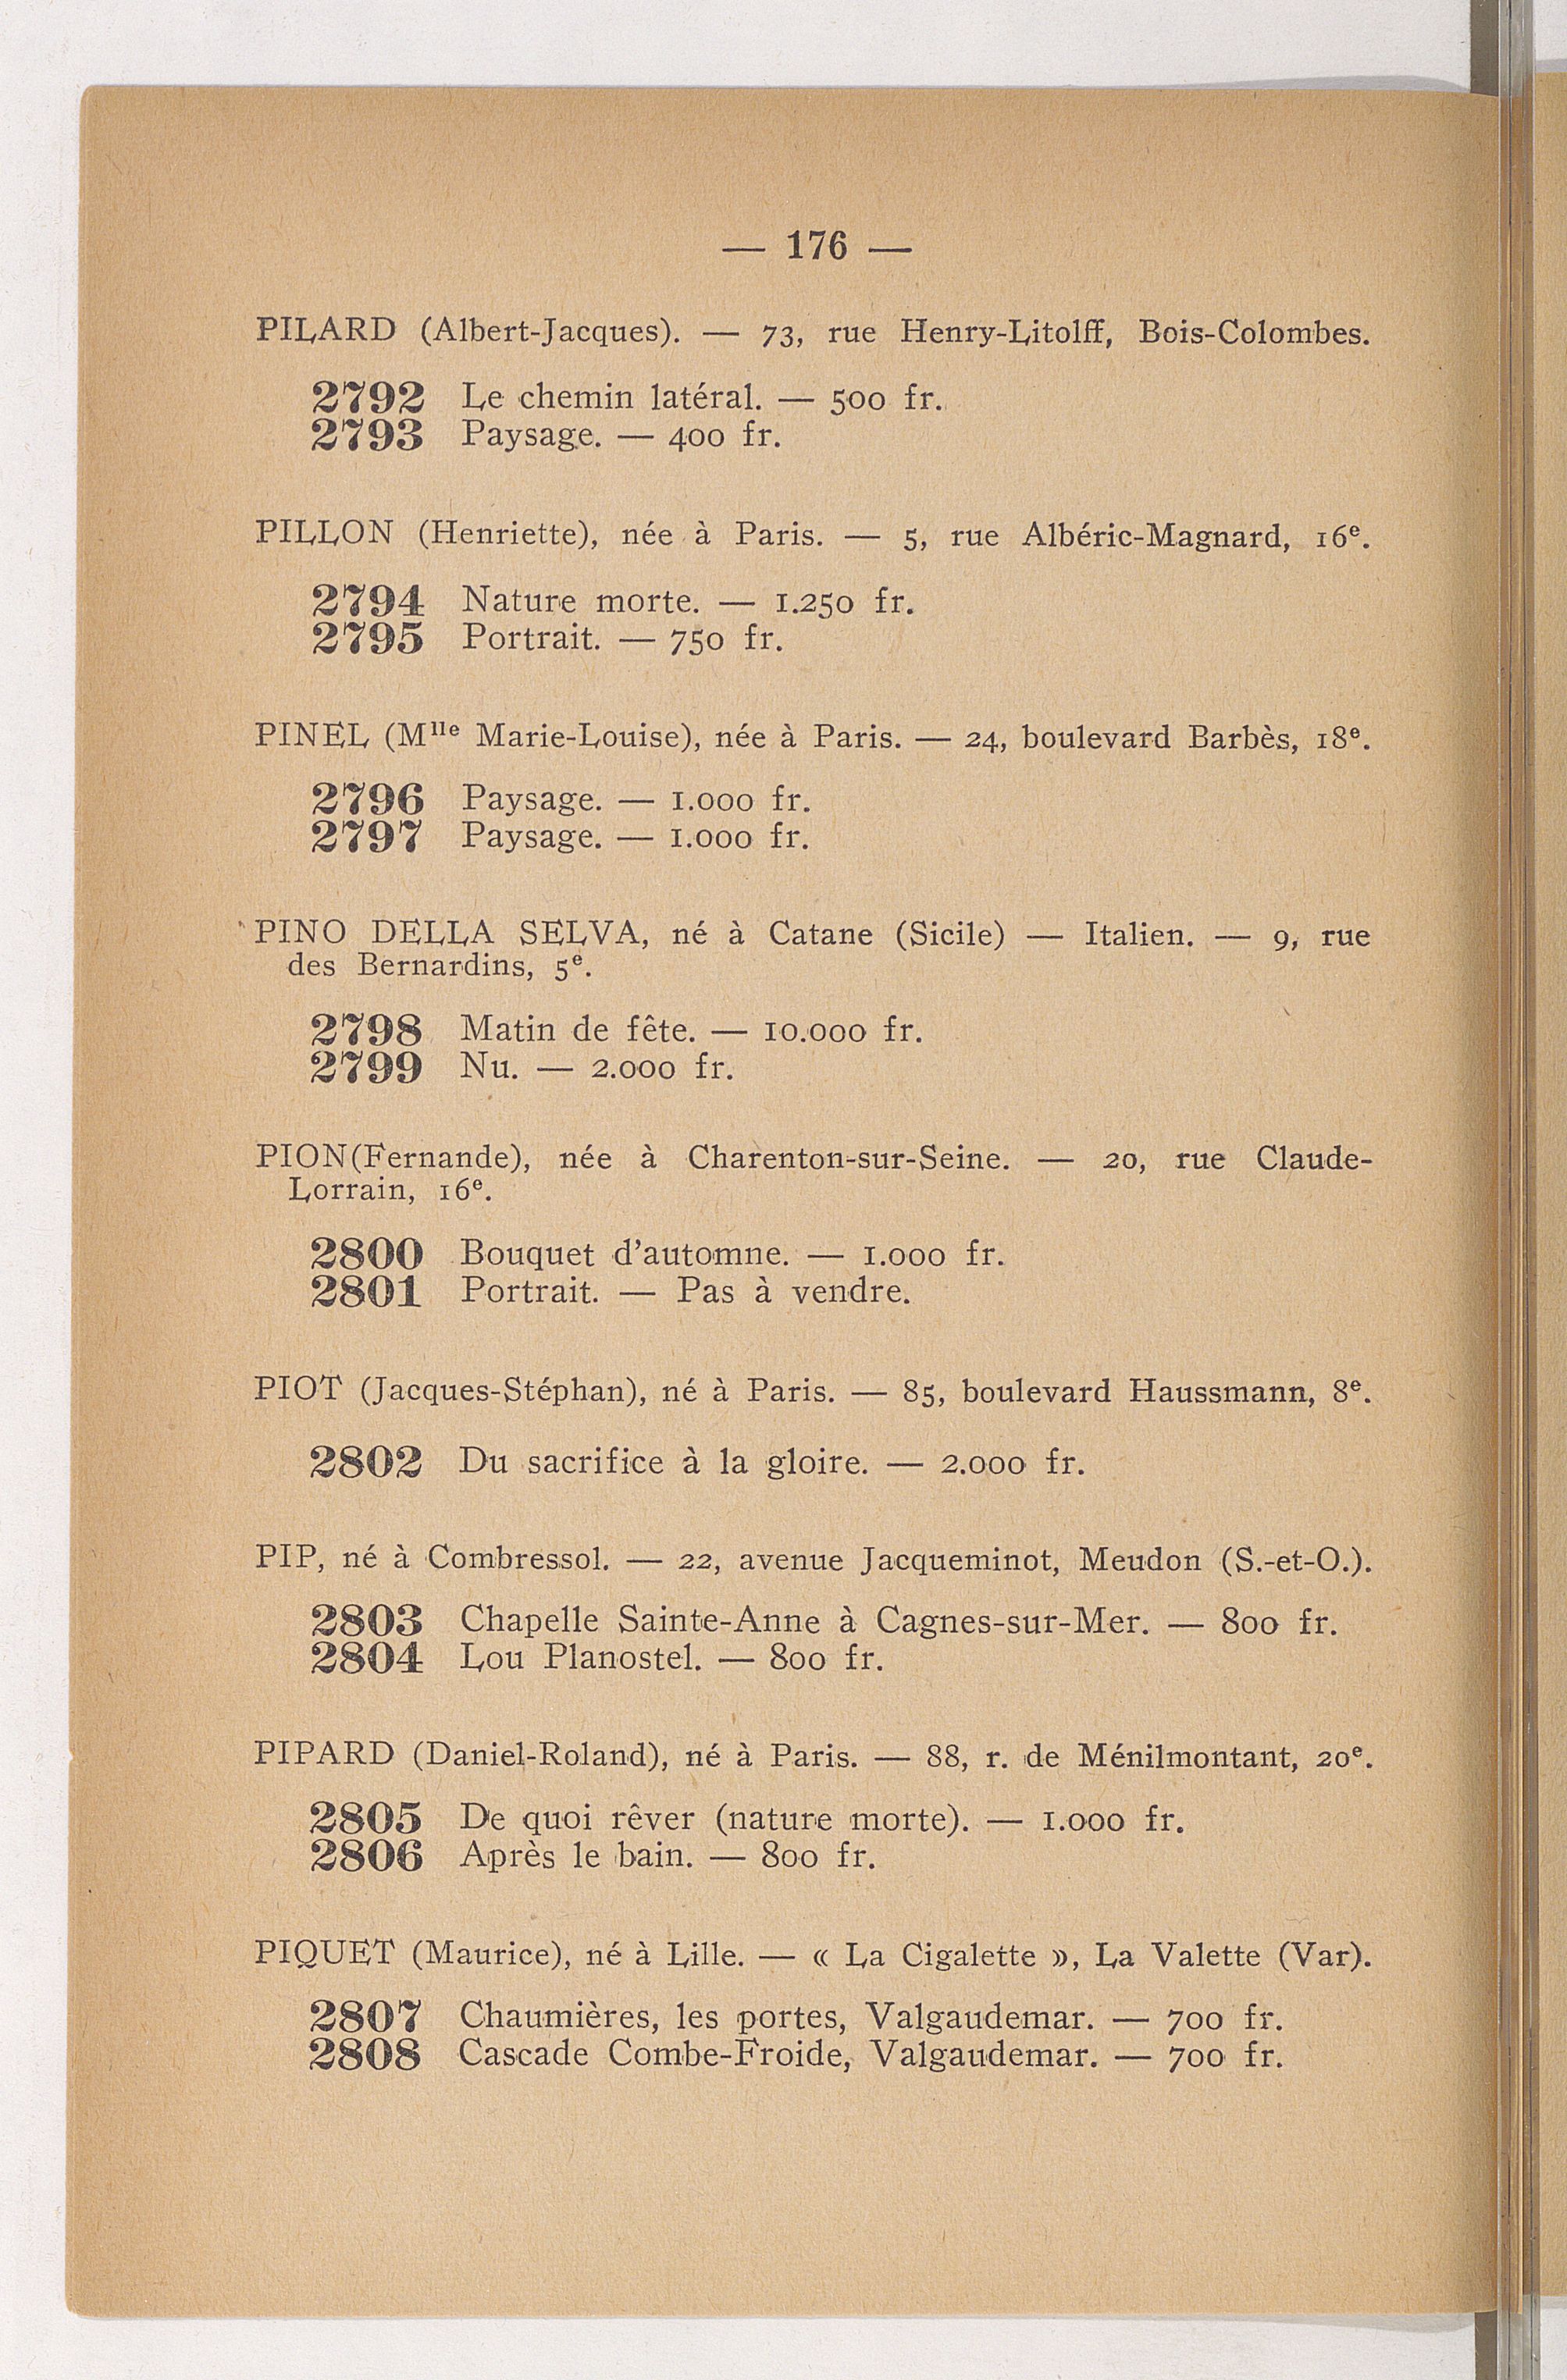 — 176 —
PILARD (Albert-Jacques). — 73, rue Henry-Litolff, Bois-Colombes.
2792 Le chemin latéral. — 500 fr.
2793 Paysage. — 400 fr.
PILLON (Henriette), née à Paris. — 5, rue Albéric-Magnard, 16e.
2794 Nature morte. — 1.250 fr.
2795 Portrait. — 750 fr.
PINEL (Mlle Marie-Louise), née à Paris. — 24, boulevard Barbès, 18e.
2796 Paysage. — 1.000 fr.
2797 Paysage. — 1.000 fr.
PINO DELLA SELVA, né à Catane (Sicile) — Italien. — 9, rue
des Bernardins, 5e.
2798 Matin de fête. — 10.000 fr.
2799 Nu. — 2.000 fr.
PION(Fernande), née à Charenton-sur-Seine. — 20, rue Claude-
Lorrain, 16e.
2800 Bouquet d'automne. — 1.000 fr.
2801 Portrait. — Pas à vendre.
PIOT (Jacques-Stéphan), né à Paris. — 85, boulevard Haussmann, 8e.
2802 Du sacrifice à la gloire. — 2.000 fr.
PIP, né à Combressol. — 22, avenue Jacqueminot, Meudon (S.-et-O.).
2803 Chapelle Sainte-Anne à Cagnes-sur-Mer. — 800 fr.
2804 Lou Planostel. — 800 fr.
PIPARD (Daniel-Roland), né à Paris. — 88, r. de Ménilmontant, 20e.
2805 De quoi rêver (nature morte). — 1.000 fr.
2806 Après le bain. — 800 fr.
PIQUET (Maurice), né à Lille. — « La Cigalette », La Valette (Var).
2807 Chaumières, les portes, Valgaudemar. — 700 fr.
2808 Cascade Combe-Froide, Valgaudemar. — 700 fr.